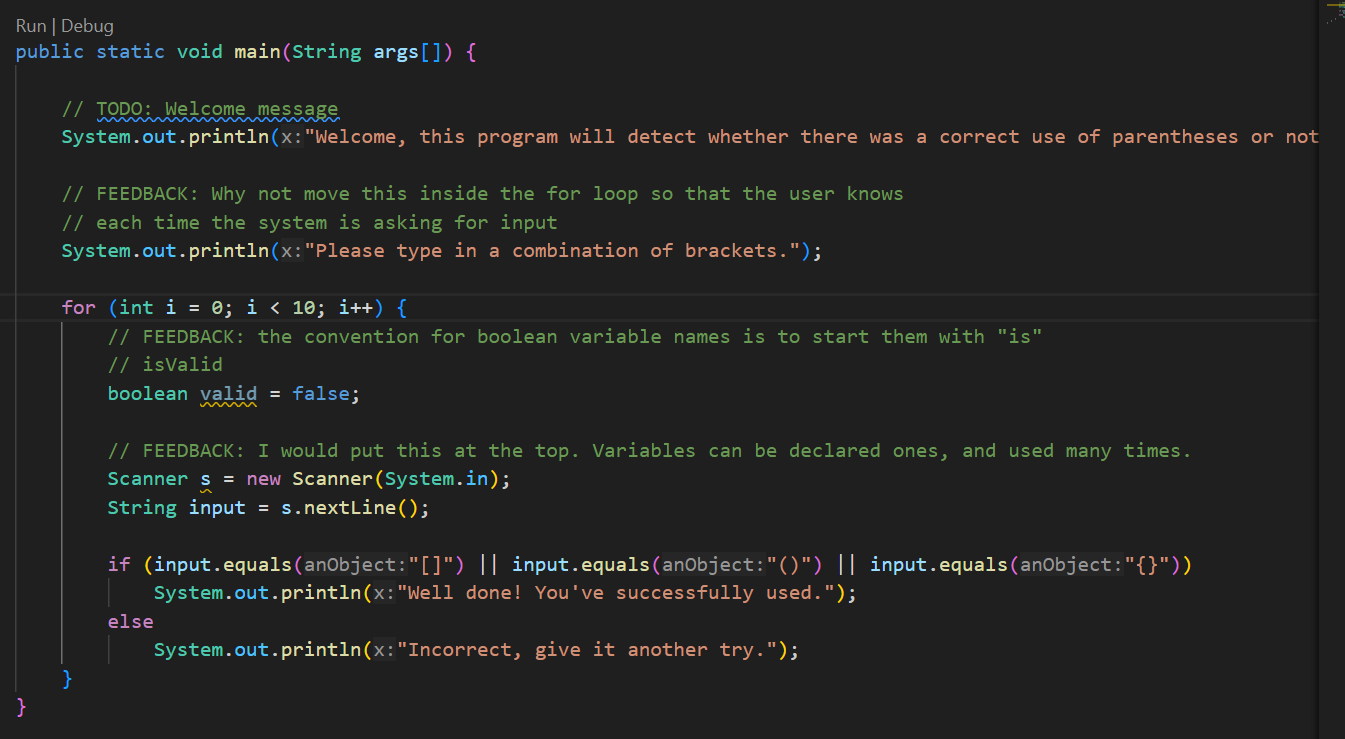 Run | Debug
public static void main(String args[]) {
// TODO: Welcome message
System.out.println(x:"Welcome, this program will detect whether there was a correct use of parentheses or not
// FEEDBACK: Why not move this inside the for loop so that the user knows
// each time the system is asking for input
System.out.println(x:"Please type in a combination of brackets.");
for (int i = 0; i < 10; i++) {
// FEEDBACK: the convention for boolean variable names is to start them with "is"
// isValid
boolean valid = false;
// FEEDBACK: I would put this at the top. Variables can be declared ones, and used many times.
Scanner s = new Scanner(System.in);
String input = s.nextLine();
if (input.equals(anObject:"[]") || input.equals(anObject:"()") || input.equals(anObject:"{}"))
System.out.println(x:"Well done! You've successfully used.");
else
System.out.println(x:"Incorrect, give it another try.");
}
}